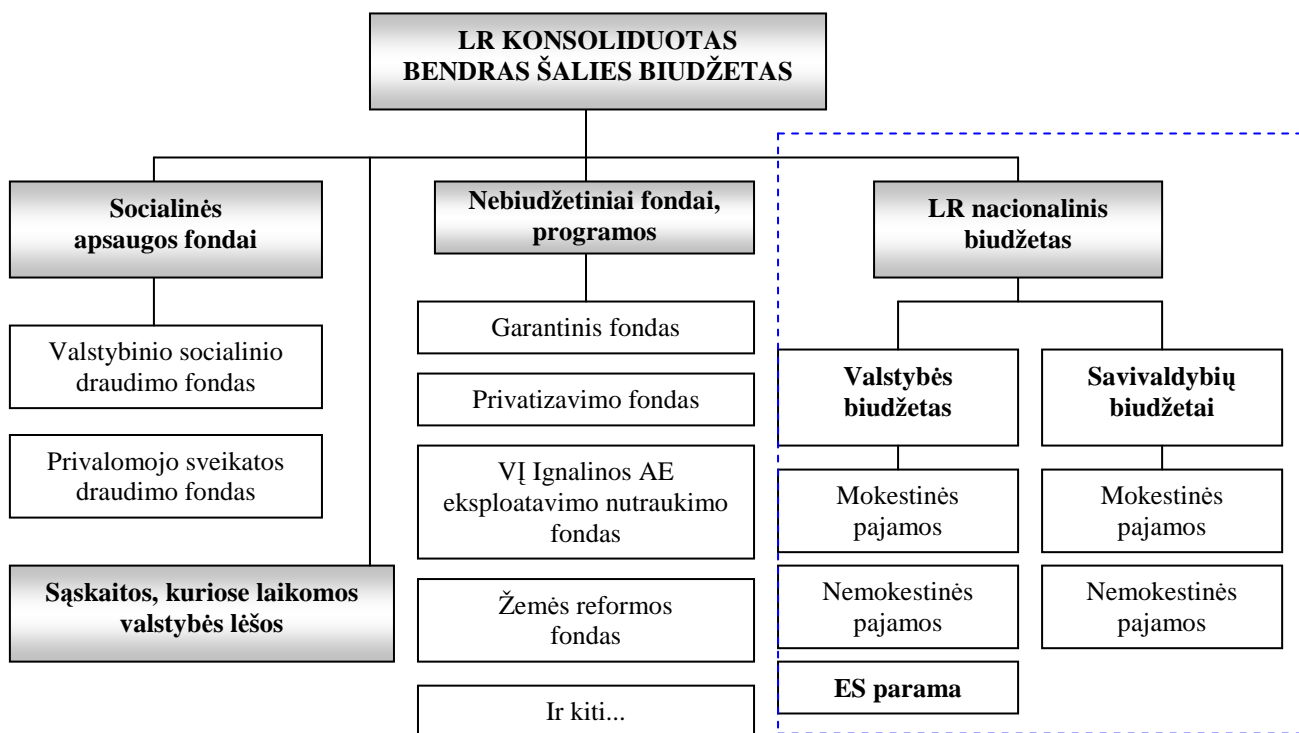 LR KONSOLIDUOTAS
BENDRAS ŠALIES BIUDŽETAS
Socialinės
apsaugos fondai
Valstybinio socialinio
draudimo fondas
Privalomojo sveikatos
draudimo fondas
Sąskaitos, kuriose laikomos
valstybės lėšos
Nebiudžetiniai fondai,
programos
Garantinis fondas
Privatizavimo fondas
VĮ Ignalinos AE
eksploatavimo nutraukimo
fondas
Žemės reformos
fondas
Ir kiti...
LR nacionalinis
biudžetas
Valstybės
biudžetas
Mokestinės
pajamos
Nemokestinės
pajamos
ES parama
Savivaldybių
biudžetai
Mokestinės
pajamos
Nemokestinės
pajamos